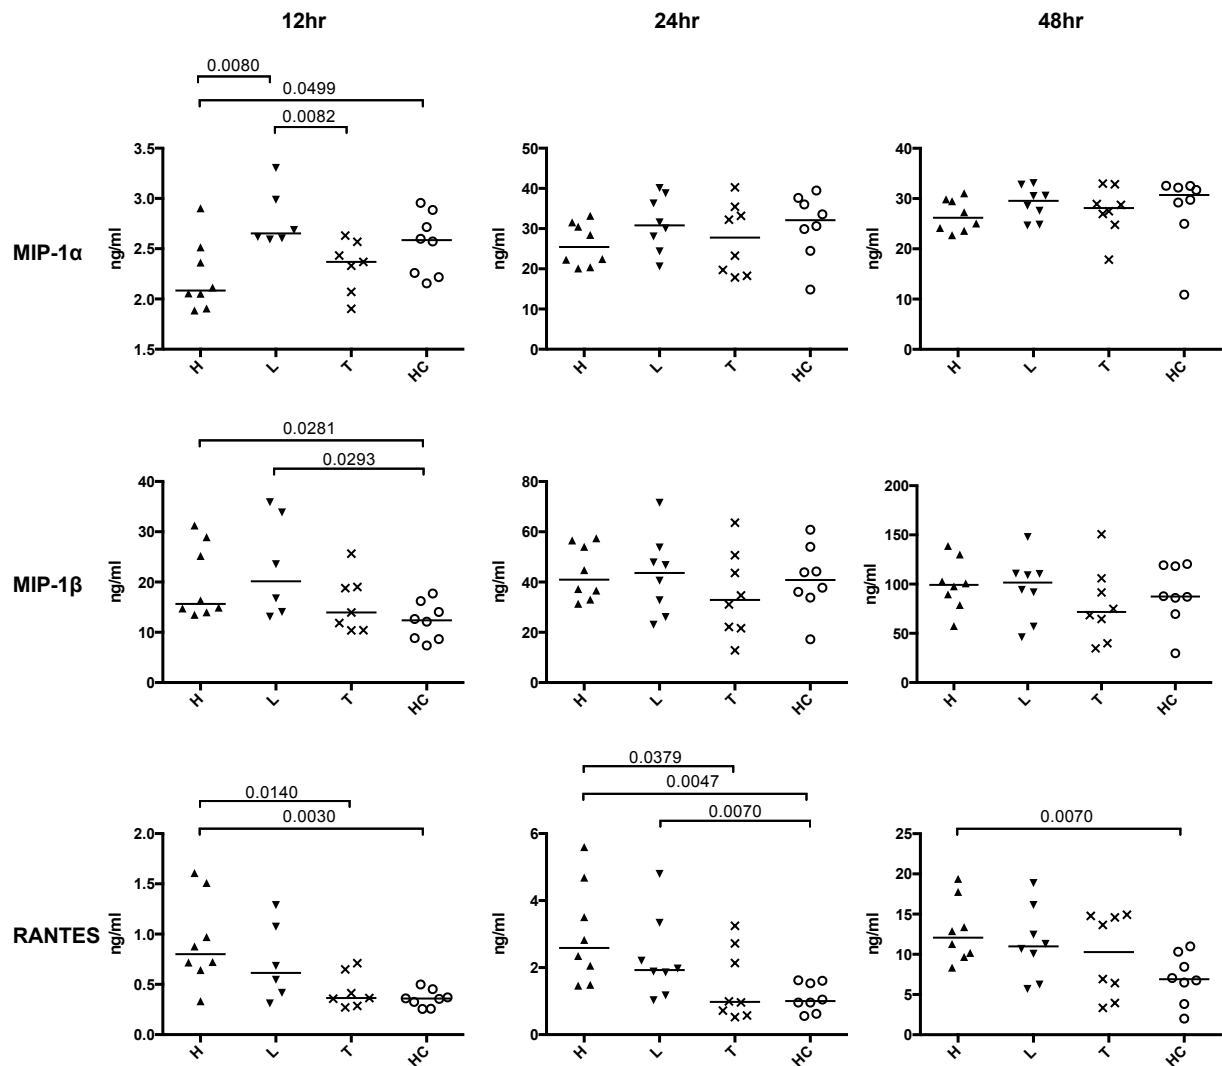 12hr 24hr 48hr
0.0080
0.0499
0.0082
MIP-1α
ng/ml
3.5
3.0
2.5
2.0
1.5
H L T HC
ng/ml
50
40
30
20
10
0
H L T HC
ng/ml
40
30
20
10
0
H L T HC
0.0281
0.0293
MIP-1β
ng/ml
40
30
20
10
0
H L T HC
ng/ml
80
60
40
20
0
H L T HC
ng/ml
200
150
100
50
0
H L T HC
0.0140
0.0030
RANTES
ng/ml
2.0
1.5
1.0
0.5
0.0
H L T HC
0.0379
0.0047
0.0070
ng/ml
6
4
2
0
H L T HC
0.0070
ng/ml
25
20
15
10
5
0
H L T HC